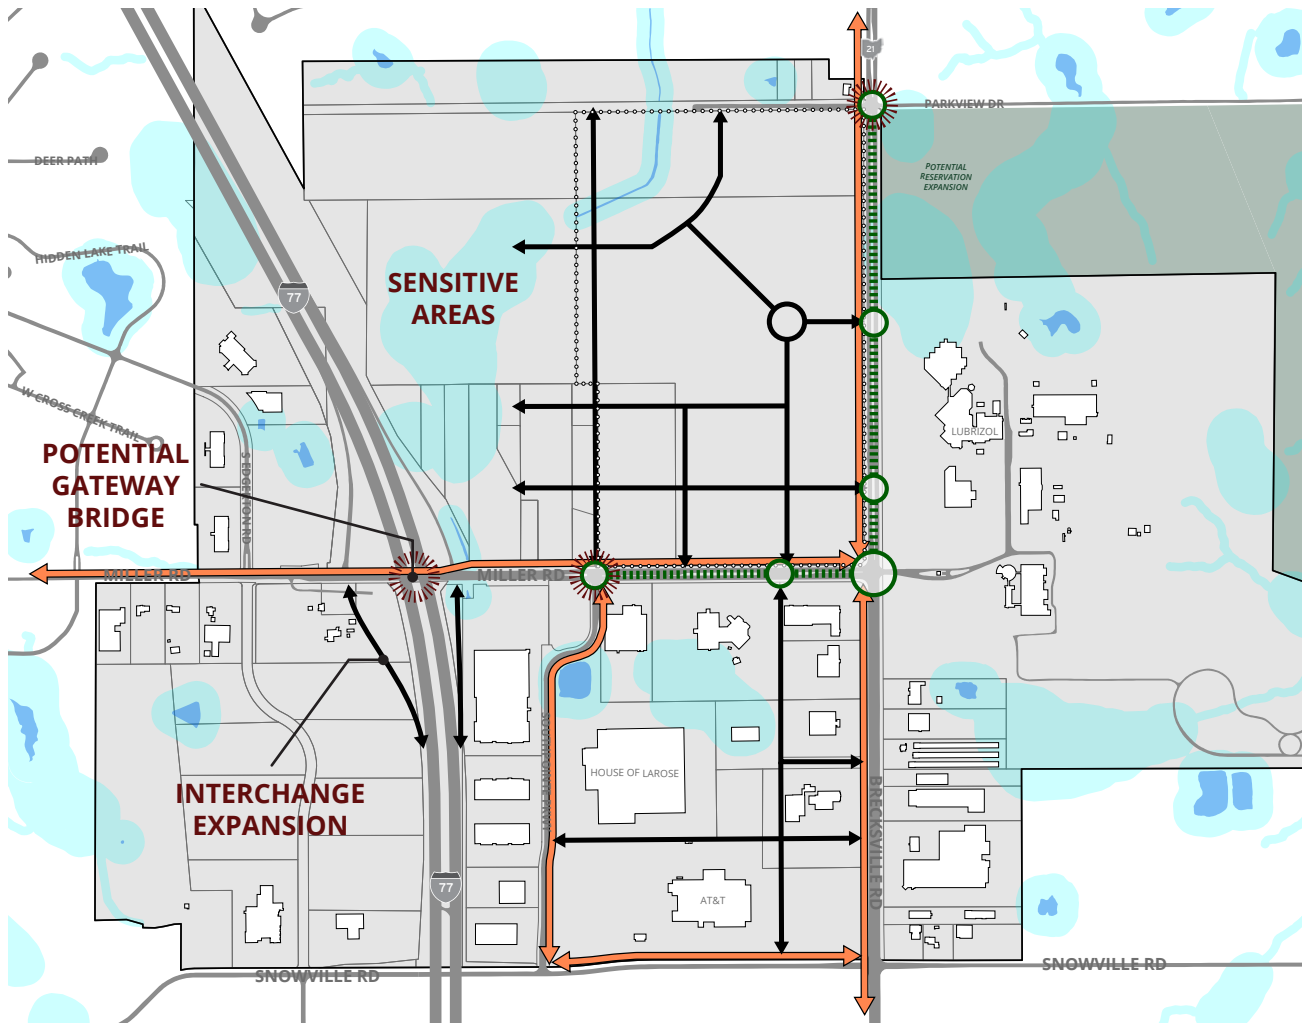 21
PARKVIEW DR
DEER PATH
POTENTIAL
RESERVATION
EXPANSION
HIDDEN LAKE TRAIL
77
SENSITIVE
AREAS
W CROSS CREEK TRAIL
LUBRIZOL
POTENTIAL
GATEWAY
BRIDGE
S EDGERTON RD
MILLER RD
MILLER RD
HOUSE OF LAROSE
INTERCHANGE
EXPANSION
BRECKSVILLE RD
77
AT&T
SNOWVILLE RD
SNOWVILLE RD